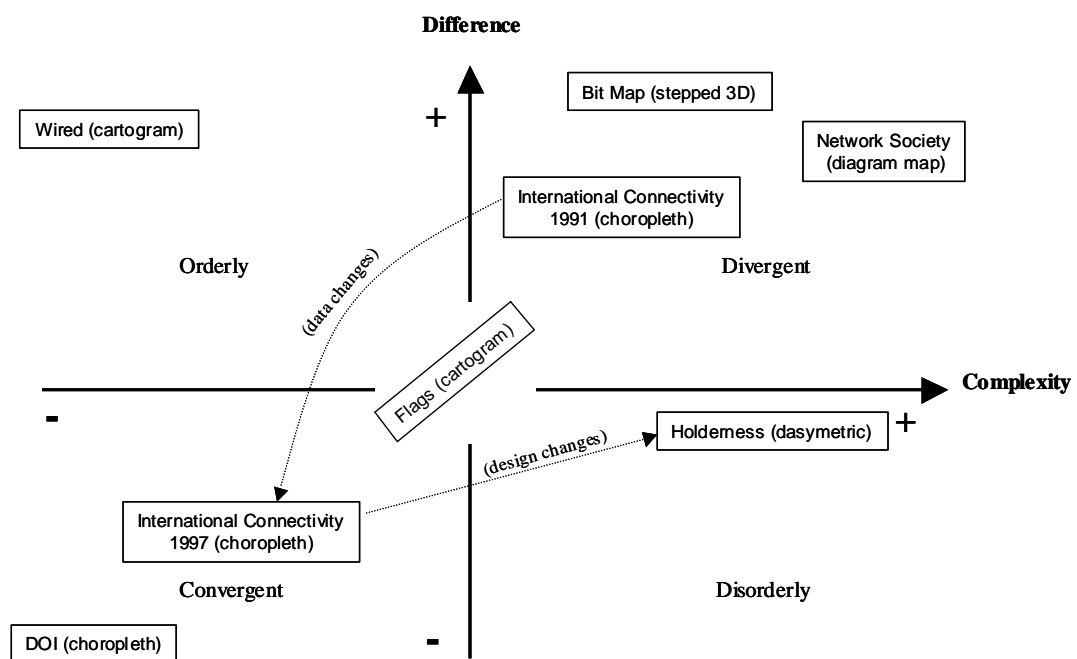 Difference
Bit Map (stepped 3D)
+
Wired (cartogram)
Network Society
(diagram map)
International Connectivity
1991 (choropleth)
Orderly
Divergent
(data changes)
Flags (cartogram)
Complexity
-
+
Holderness (dasymetric)
(design changes)
International Connectivity
1997 (choropleth)
Convergent
Disorderly
DOI (choropleth)
-